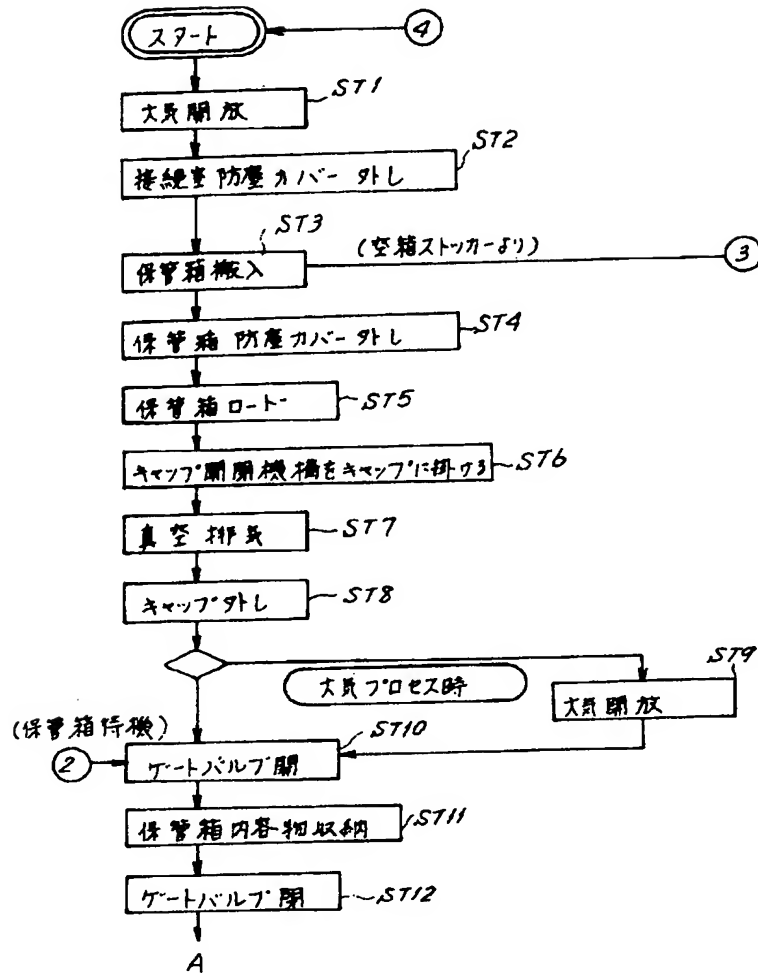 スタート
④
大気開放
ST1
接続室防塵カバー外し
ST2
ST3
(空箱ストッカーより)
③
保管箱搬入
保管箱防塵カバー外し
ST4
保管箱ロード
ST5
キャップ開閉機構をキャップに掛ける
ST6
真空排気
ST7
キャップ外し
ST8
ST9
大気プロセス時
大気開放
(保管箱待機)
ST10
②
ゲートバルブ開
保管箱内容物収納
ST11
ゲートバルブ閉
ST12
A